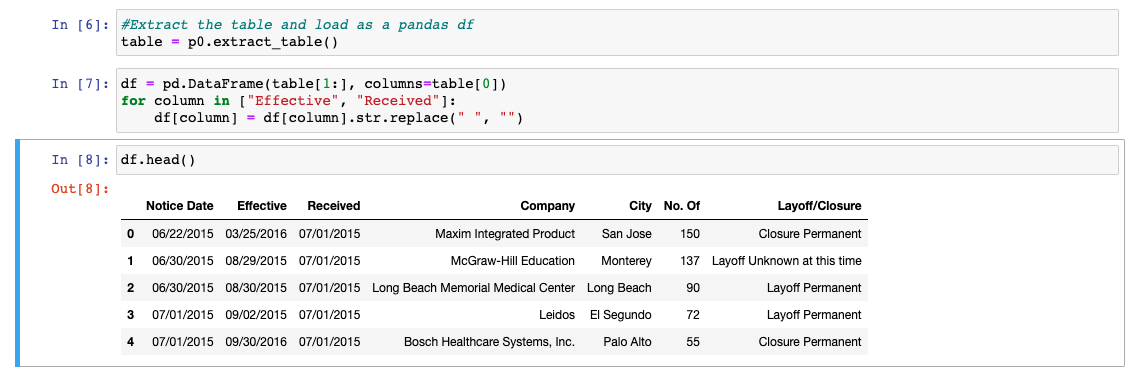 In [6]: #Extract the table and load as a pandas df
table = p0.extract_table()
In [7]: df = pd.DataFrame(table[1:], columns=table[0])
for column in ["Effective", "Received"]:
    df[column] = df[column].str.replace(" ", "")
In [8]: df.head()
Out[8]:
Notice Date Effective Received Company City No. Of Layoff/Closure
0 06/22/2015 03/25/2016 07/01/2015 Maxim Integrated Product San Jose 150 Closure Permanent
1 06/30/2015 08/29/2015 07/01/2015 McGraw-Hill Education Monterey 137 Layoff Unknown at this time
2 06/30/2015 08/30/2015 07/01/2015 Long Beach Memorial Medical Center Long Beach 90 Layoff Permanent
3 07/01/2015 09/02/2015 07/01/2015 Leidos El Segundo 72 Layoff Permanent
4 07/01/2015 09/30/2016 07/01/2015 Bosch Healthcare Systems, Inc. Palo Alto 55 Closure Permanent